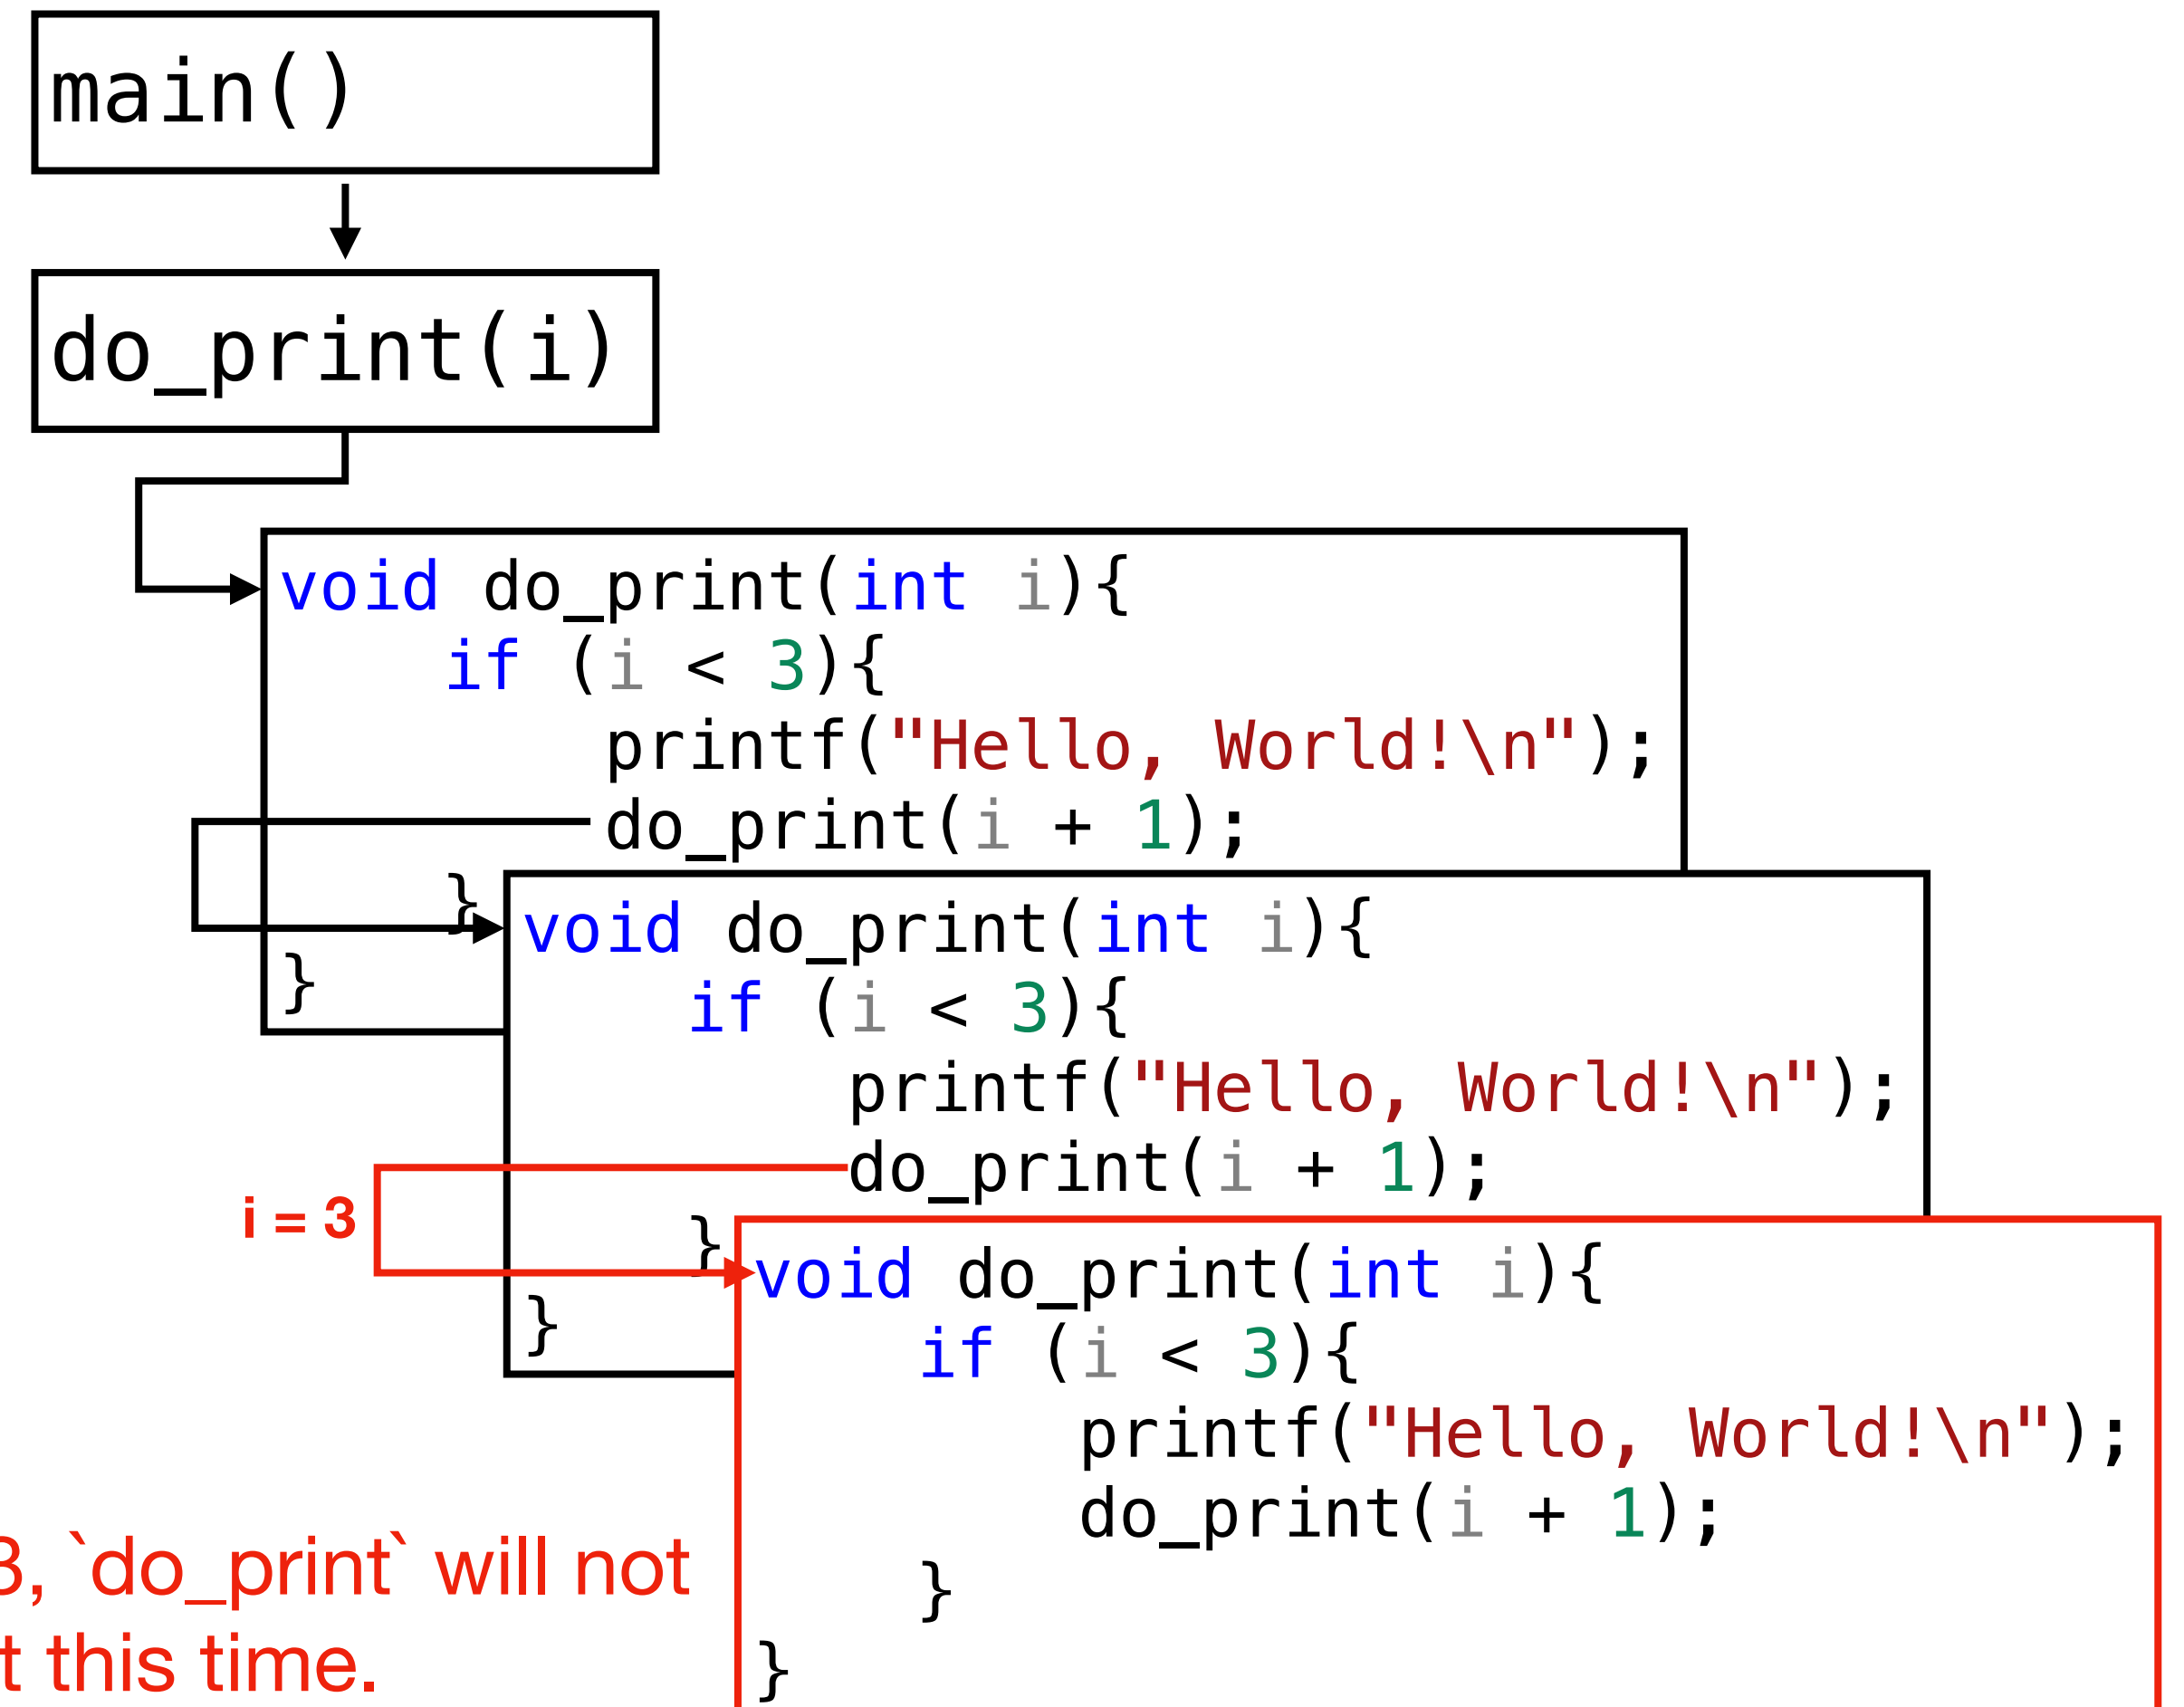 main()
do_print(i)
void do_print(int i){
if (i < 3){
printf("Hello, World!\n");
do_print(i + 1);
}
}
void do_print(int i){
if (i < 3){
printf("Hello, World!\n");
do_print(i + 1);
}
}
i = 3
void do_print(int i){
if (i < 3){
printf("Hello, World!\n");
do_print(i + 1);
}
}
3, `do_print` will not
t this time.